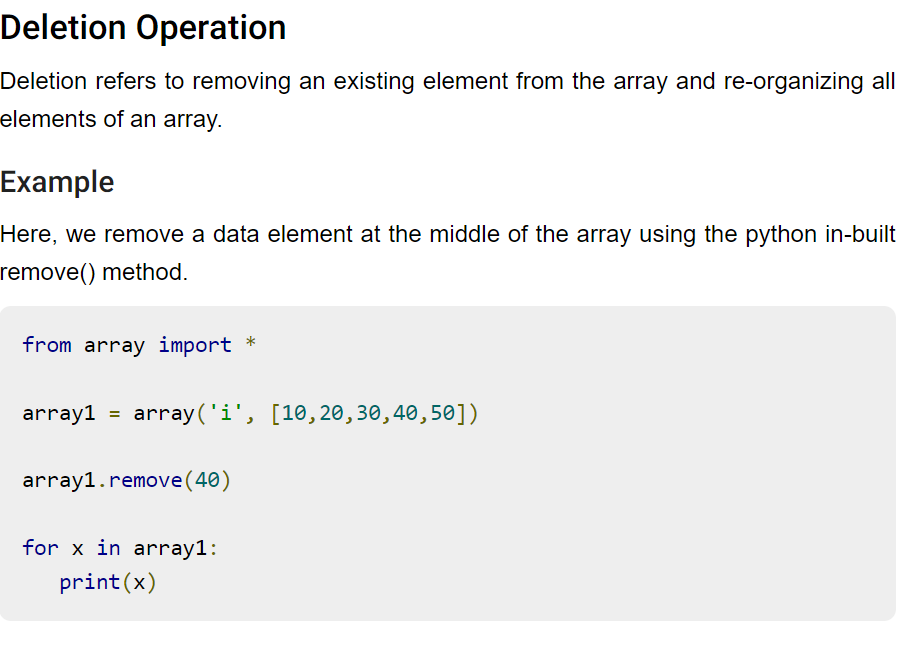 Deletion Operation
Deletion refers to removing an existing element from the array and re-organizing all
elements of an array.
Example
Here, we remove a data element at the middle of the array using the python in-built
remove() method.
from array import *
array1 = array('i', [10,20,30,40,50])
array1.remove(40)
for x in array1:
   print(x)